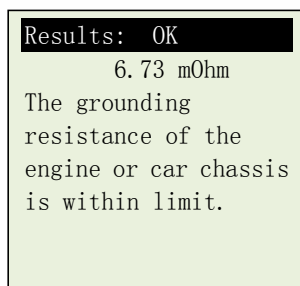 Results: OK
6.73 mOhm
The grounding
resistance of the
engine or car chassis
is within limit.